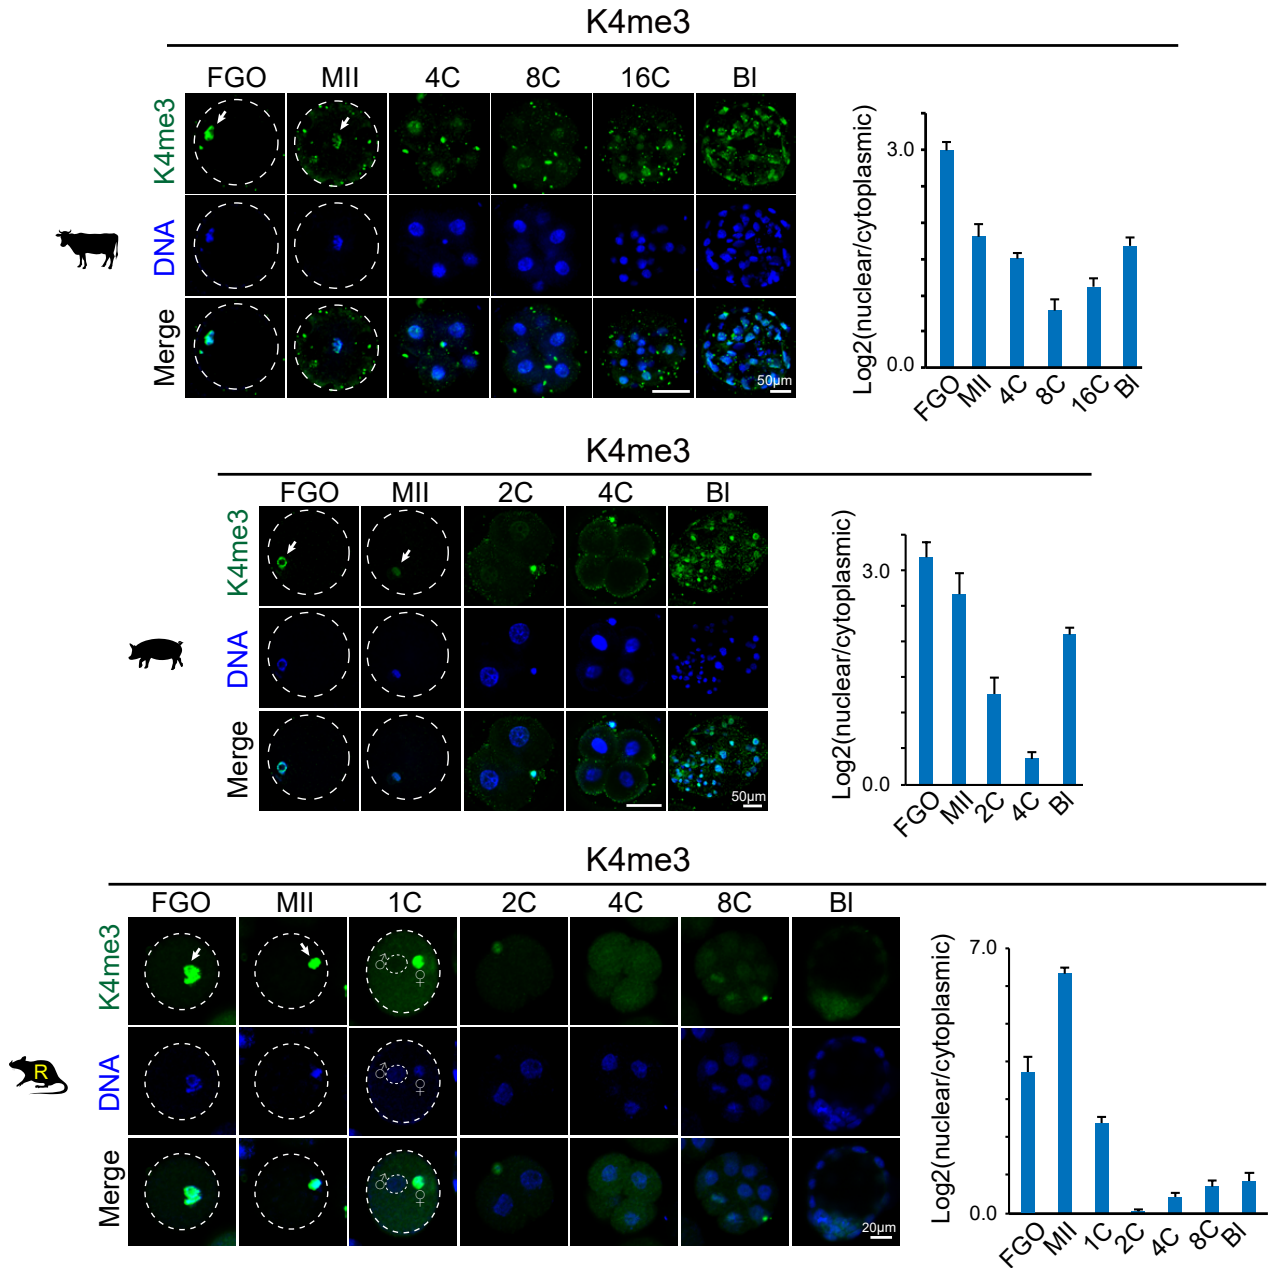 K4me3
FGO MII 4C 8C 16C Bl
K4me3
DNA
Merge
50μm
Log2(nuclear/cytoplasmic)
3.0
0.0
FGO MII 4C 8C 16C Bl
K4me3
FGO MII 2C 4C Bl
K4me3
DNA
Merge
50μm
Log2(nuclear/cytoplasmic)
3.0
0.0
FGO MII 2C 4C Bl
K4me3
FGO MII 1C 2C 4C 8C Bl
K4me3
♂ ♀
R
DNA
♂ ♀
Merge
♂ ♀
20μm
Log2(nuclear/cytoplasmic)
7.0
0.0
FGO MII 1C 2C 4C 8C Bl